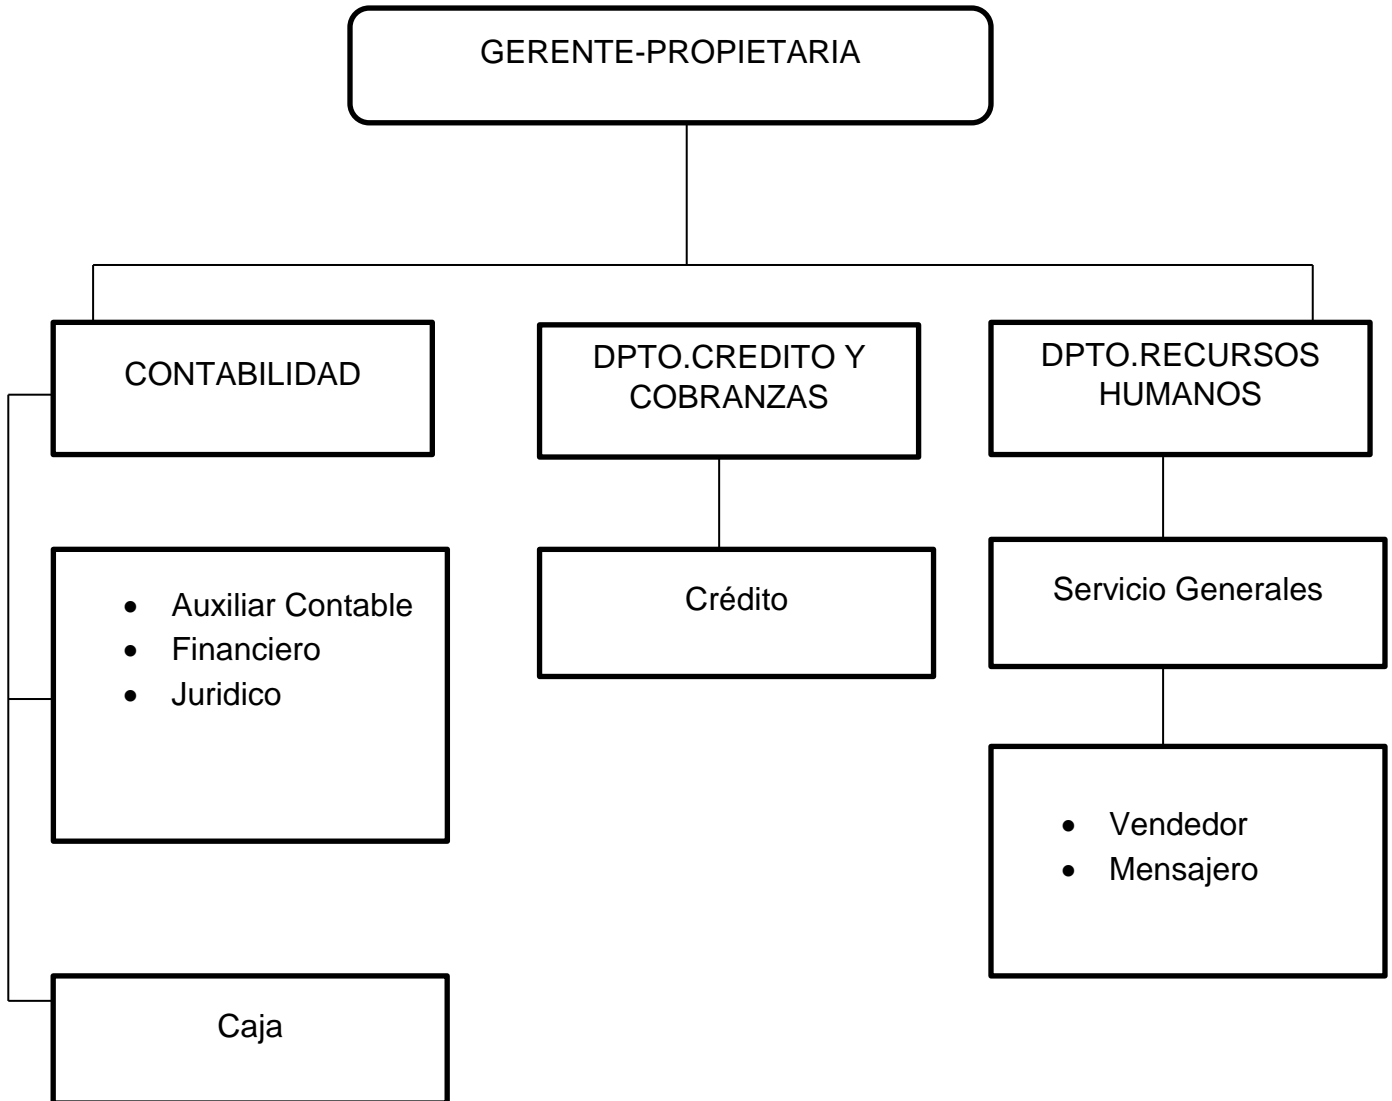 GERENTE-PROPIETARIA
CONTABILIDAD
DPTO.CREDITO Y
COBRANZAS
DPTO.RECURSOS
HUMANOS
• Auxiliar Contable
• Financiero
• Juridico
Crédito
Servicio Generales
• Vendedor
• Mensajero
Caja